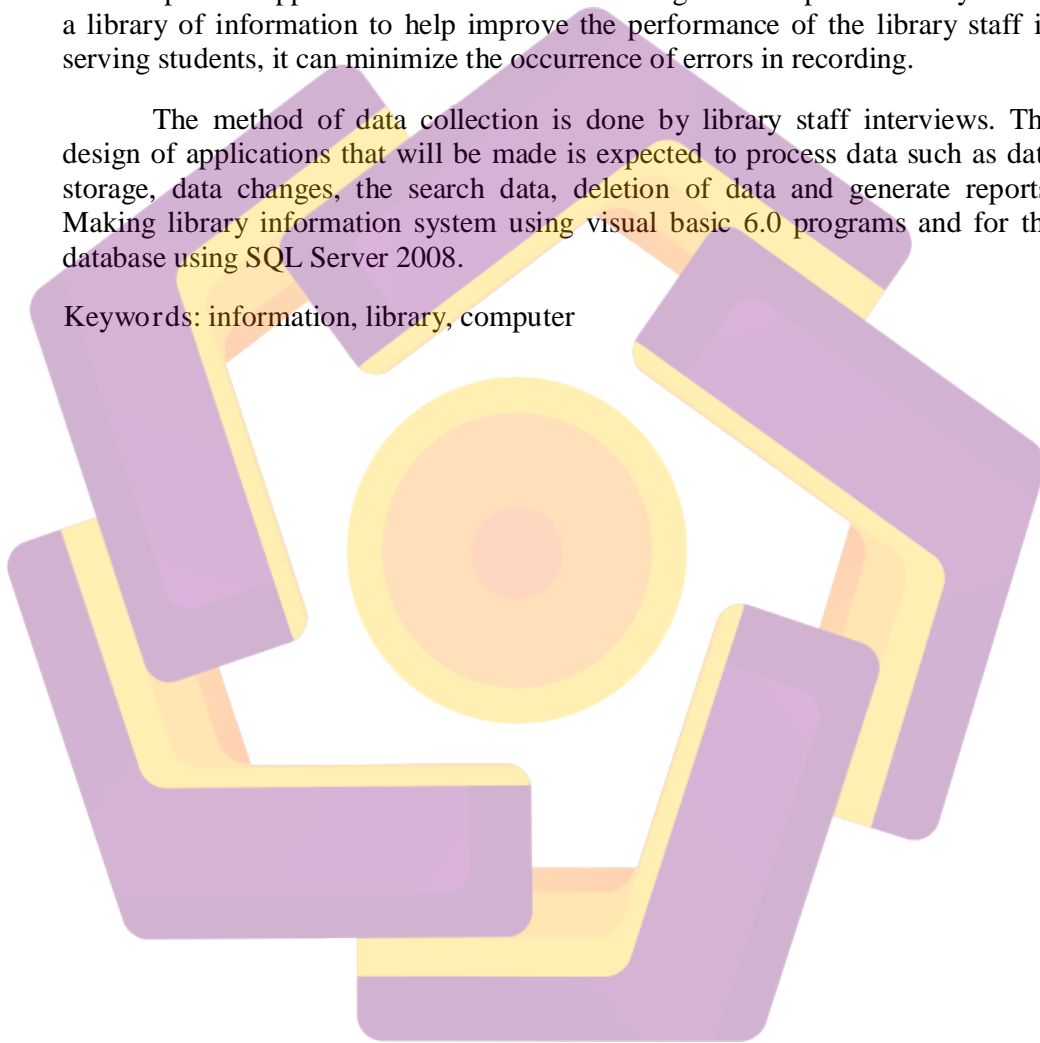 a library of information to help improve the performance of the library staff i
serving students, it can minimize the occurrence of errors in recording.
The method of data collection is done by library staff interviews. Th
design of applications that will be made is expected to process data such as dat
storage, data changes, the search data, deletion of data and generate reports
Making library information system using visual basic 6.0 programs and for th
database using SQL Server 2008.
Keywords: information, library, computer